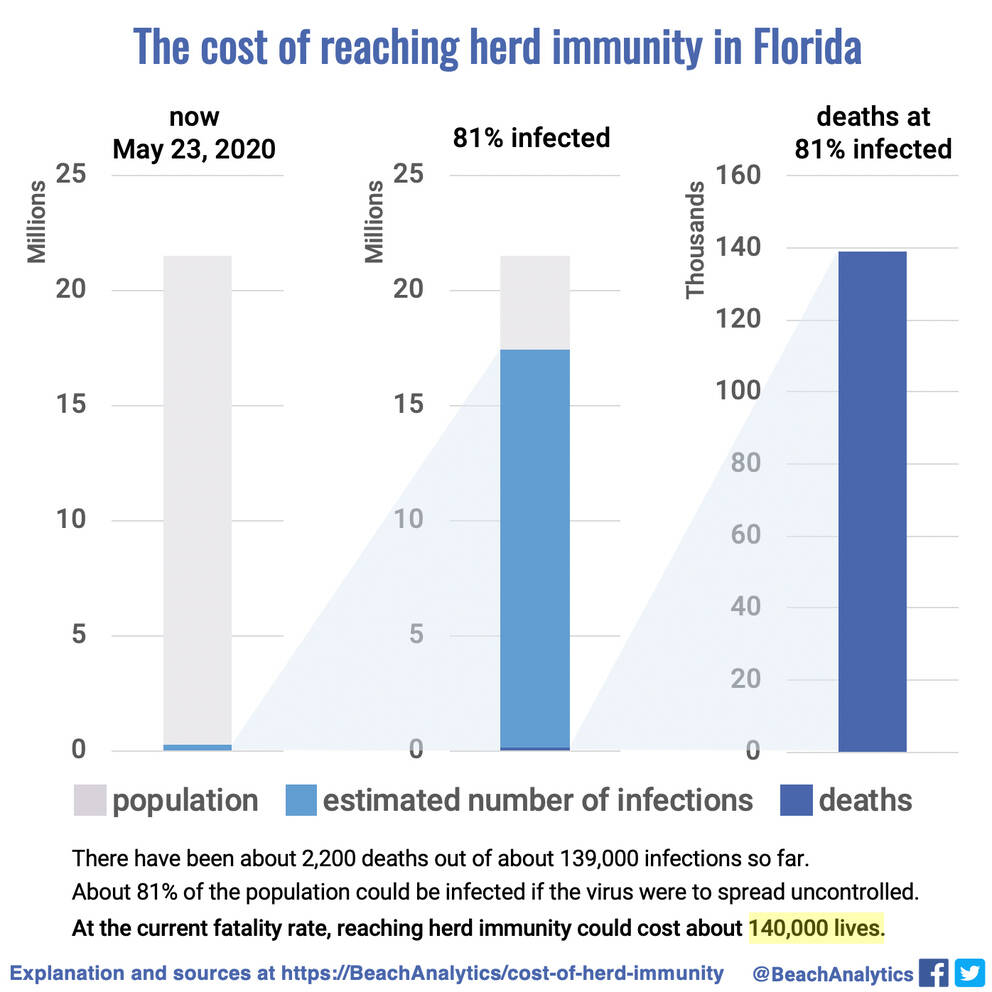 The cost of reaching herd immunity in Florida
now
May 23, 2020
81% infected
deaths at
81% infected
Millions
25
20
15
10
5
0
Millions
25
20
15
10
5
0
Thousands
160
140
120
100
80
60
40
20
0
population
estimated number of infections
deaths
There have been about 2,200 deaths out of about 139,000 infections so far.
About 81% of the population could be infected if the virus were to spread uncontrolled.
At the current fatality rate, reaching herd immunity could cost about 140,000 lives.
Explanation and sources at https://BeachAnalytics/cost-of-herd-immunity @BeachAnalytics